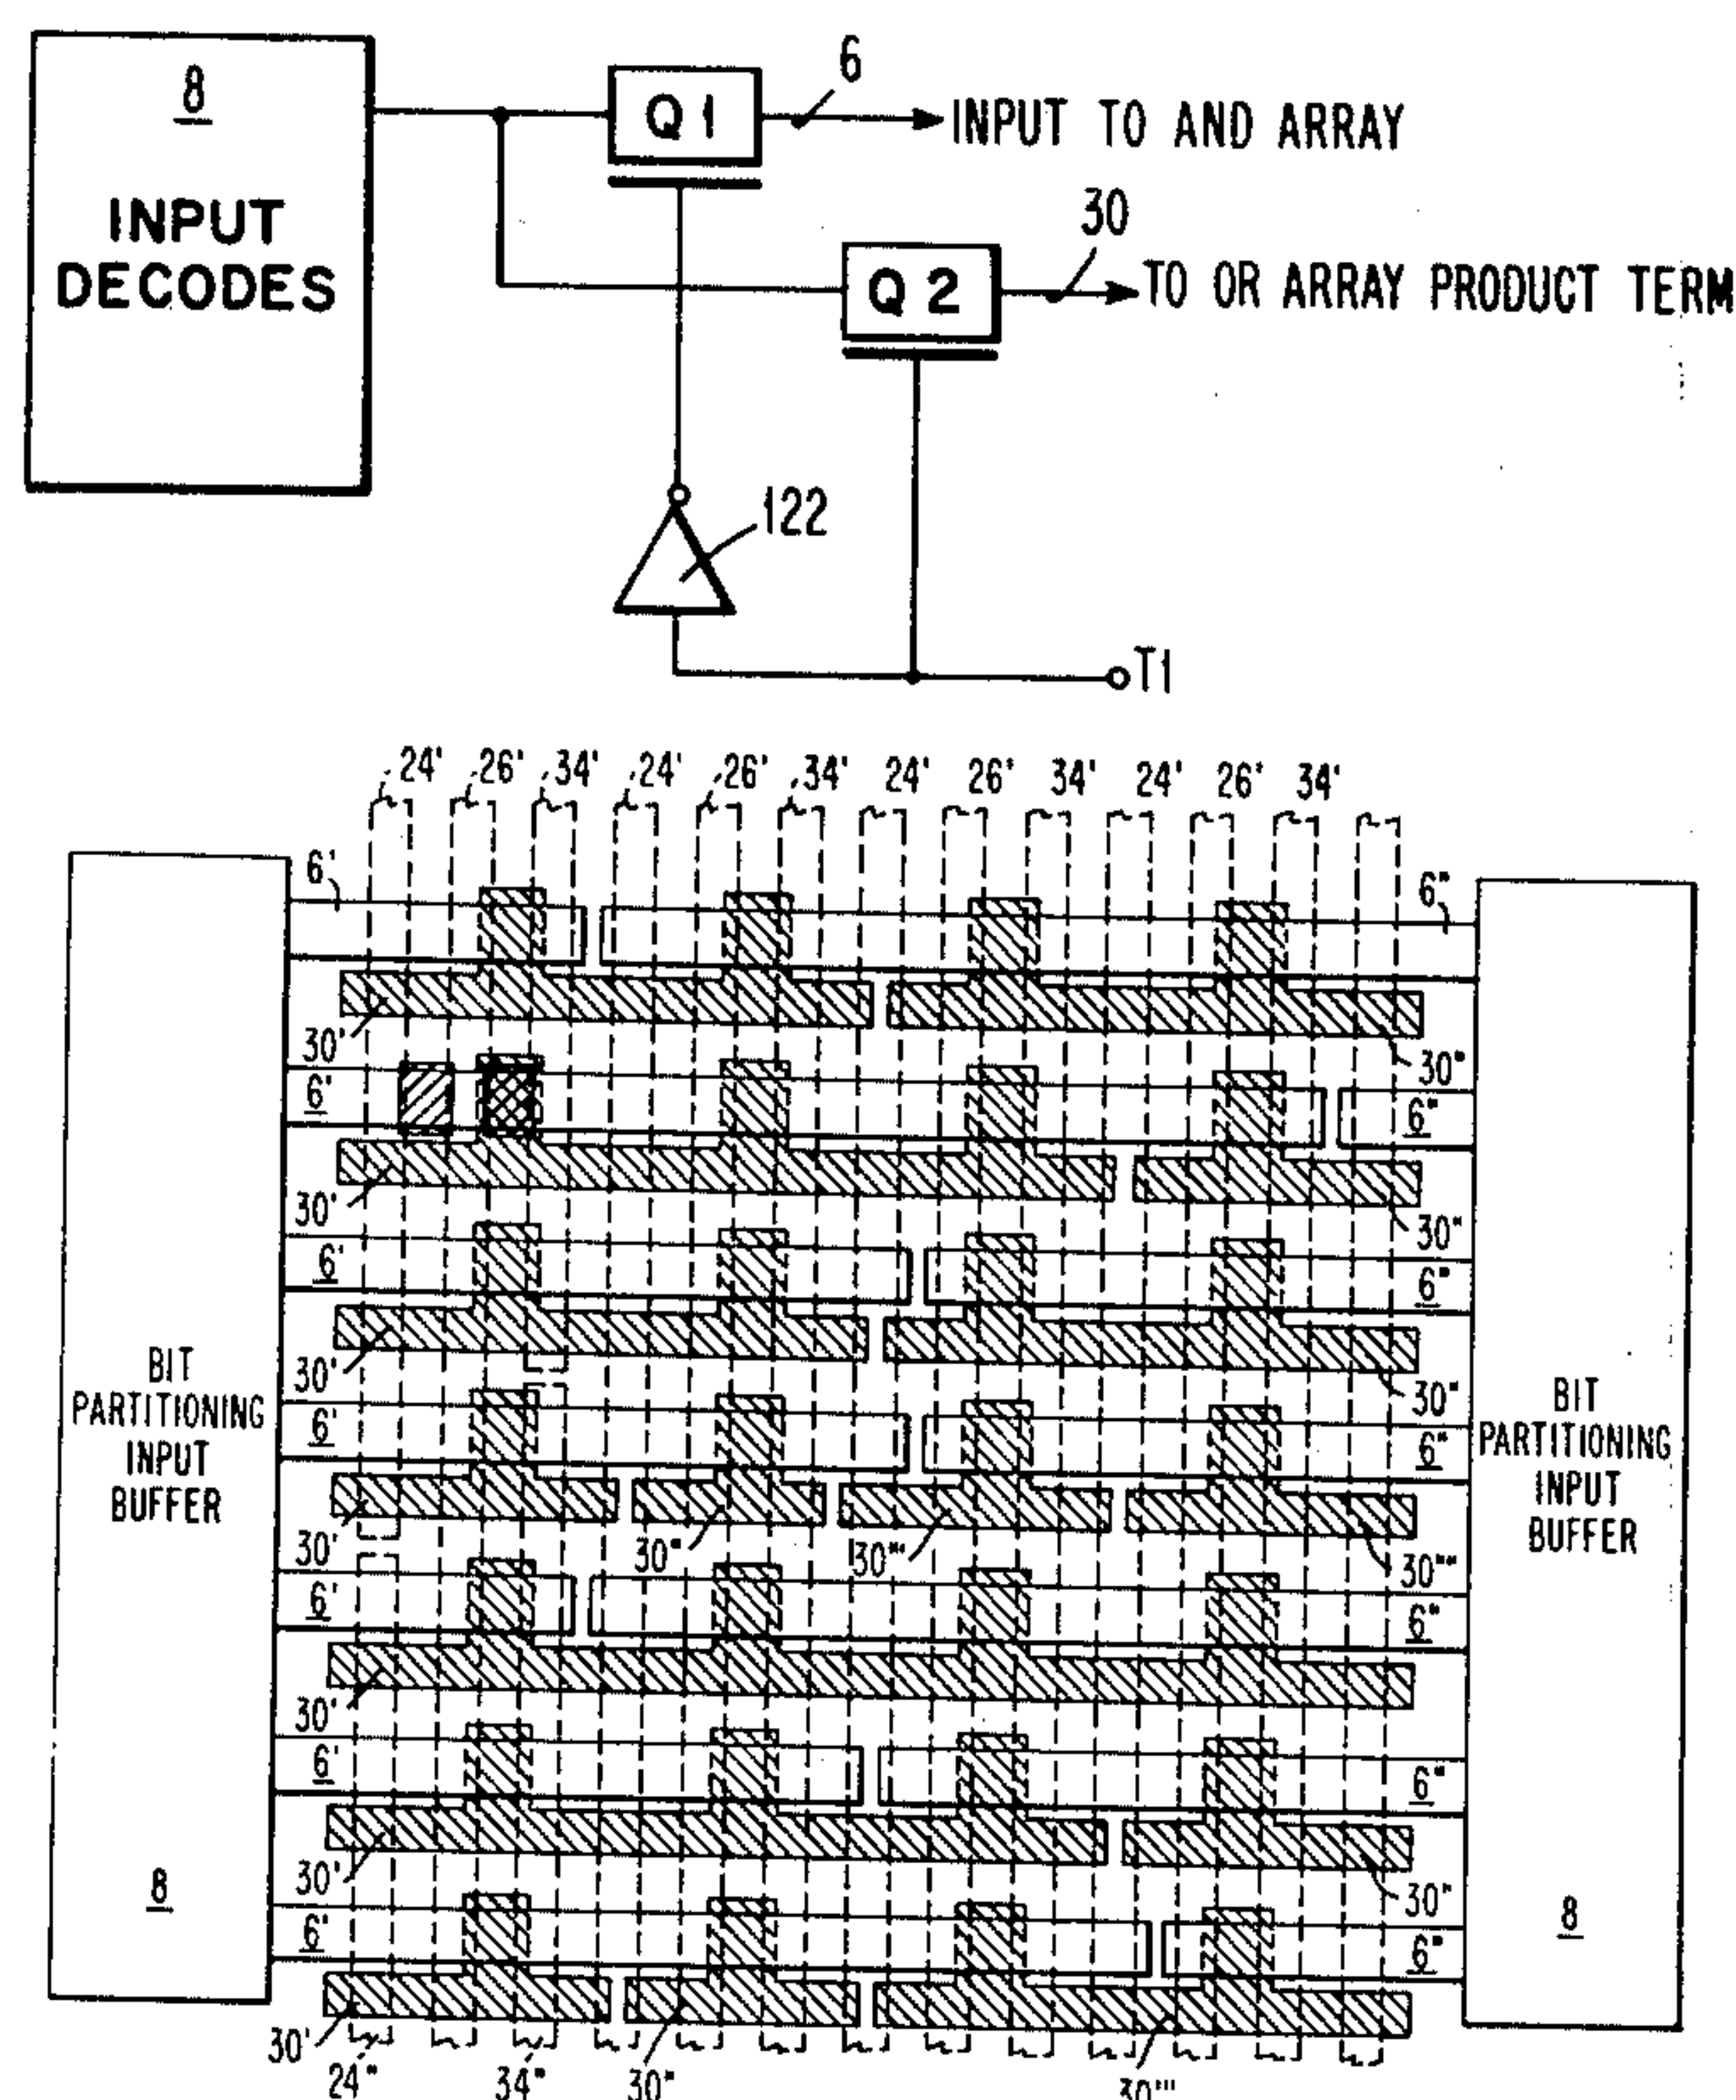 8
INPUT
DECODES
Q1
6
INPUT TO AND ARRAY
Q2
30
TO OR ARRAY PRODUCT TERM
122
T1
24' 26' 34' 24' 26' 34' 24' 26' 34' 24' 26' 34'
6' 6"
30' 30"
6' 6"
30' 30"
6' 6"
30' 30"
BIT
PARTITIONING
INPUT
BUFFER
BIT
PARTITIONING
INPUT
BUFFER
6' 6"
30' 30" 30"' 30""
6' 6"
30'
6' 6"
30' 30"
8
8
6' 6"
30' 24" 34" 30" 30"'